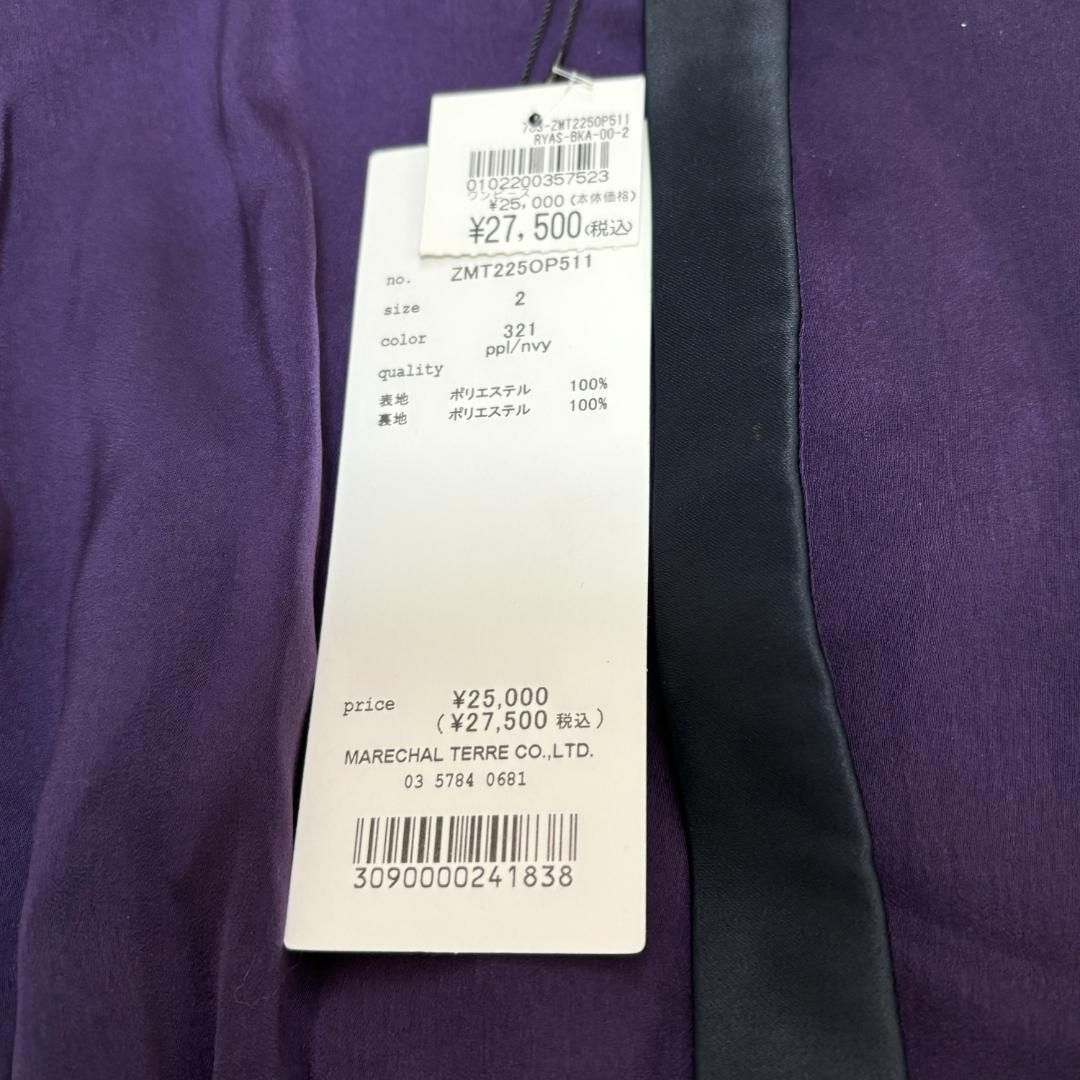 783-ZMT225OP511
RYAS-BKA-00-2
0102200357523
ワンピース
¥25,000(本体価格)
¥27,500(税込)
no. ZMT225OP511
size 2
color 321
ppl/nvy
quality
表地 ポリエステル 100%
裏地 ポリエステル 100%
price ¥25,000
(¥27,500 税込)
MARECHAL TERRE CO.,LTD.
03 5784 0681
3090000241838